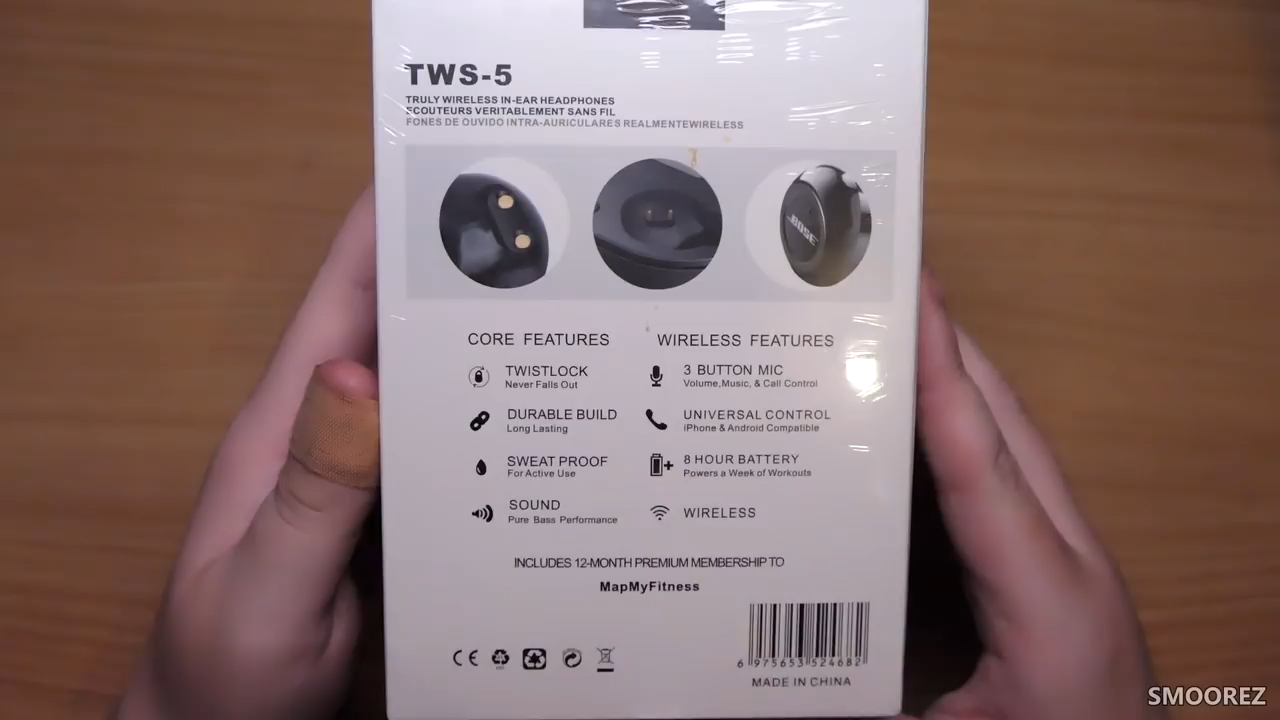 TWS-5
TRULY WIRELESS IN-EAR HEADPHONES
ECOUTEURS VERITABLEMENT SANS FIL
FONES DE OUVIDO INTRA-AURICULARES REALMENTEWIRELESS
BOSE
CORE FEATURES
WIRELESS FEATURES
TWISTLOCK
Never Falls Out
3 BUTTON MIC
Volume,Music, & Call Control
DURABLE BUILD
Long Lasting
UNIVERSAL CONTROL
iPhone & Android Compatible
SWEAT PROOF
For Active Use
8 HOUR BATTERY
Powers a Week of Workouts
SOUND
Pure Bass Performance
WIRELESS
INCLUDES 12-MONTH PREMIUM MEMBERSHIP TO
MapMyFitness
CE
6 975653 524682
MADE IN CHINA
SMOOREZ